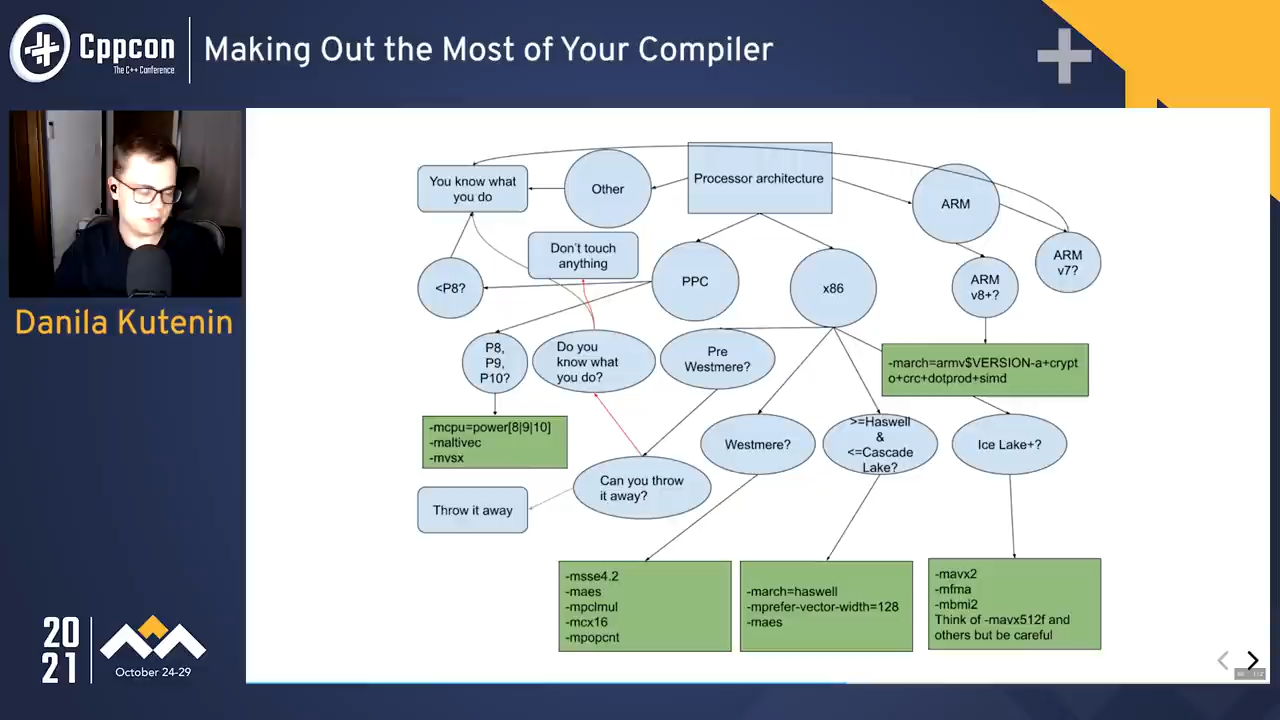 Cppcon
The C++ Conference
Making Out the Most of Your Compiler
Danila Kutenin
20
21
October 24-29
You know what
you do
Other
Processor architecture
ARM
Don't touch
anything
<P8?
PPC
x86
ARM
v8+?
ARM
v7?
P8,
P9,
P10?
Do you
know what
you do?
Pre
Westmere?
-march=armv$VERSION-a+crypt
o+crc+dotprod+simd
-mcpu=power[8|9|10]
-maltivec
-mvsx
Westmere?
>=Haswell
&
<=Cascade
Lake?
Ice Lake+?
Can you throw
it away?
Throw it away
-msse4.2
-maes
-mpclmul
-mcx16
-mpopcnt
-march=haswell
-mprefer-vector-width=128
-maes
-mavx2
-mfma
-mbmi2
Think of -mavx512f and
others but be careful